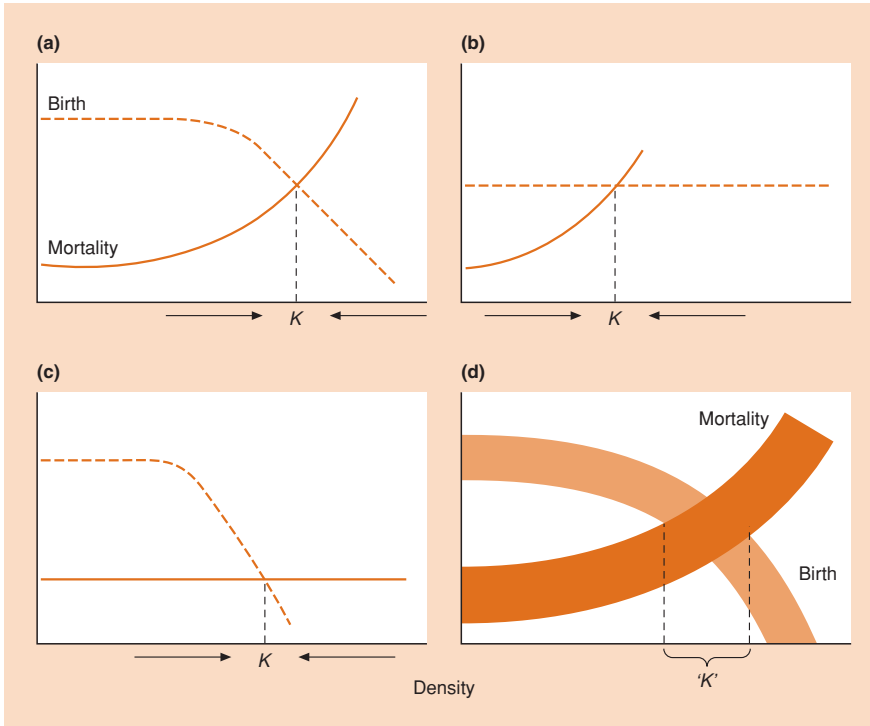 (a)
Birth
Mortality
K
(b)
K
(c)
K
(d)
Mortality
Birth
‘K’
Density